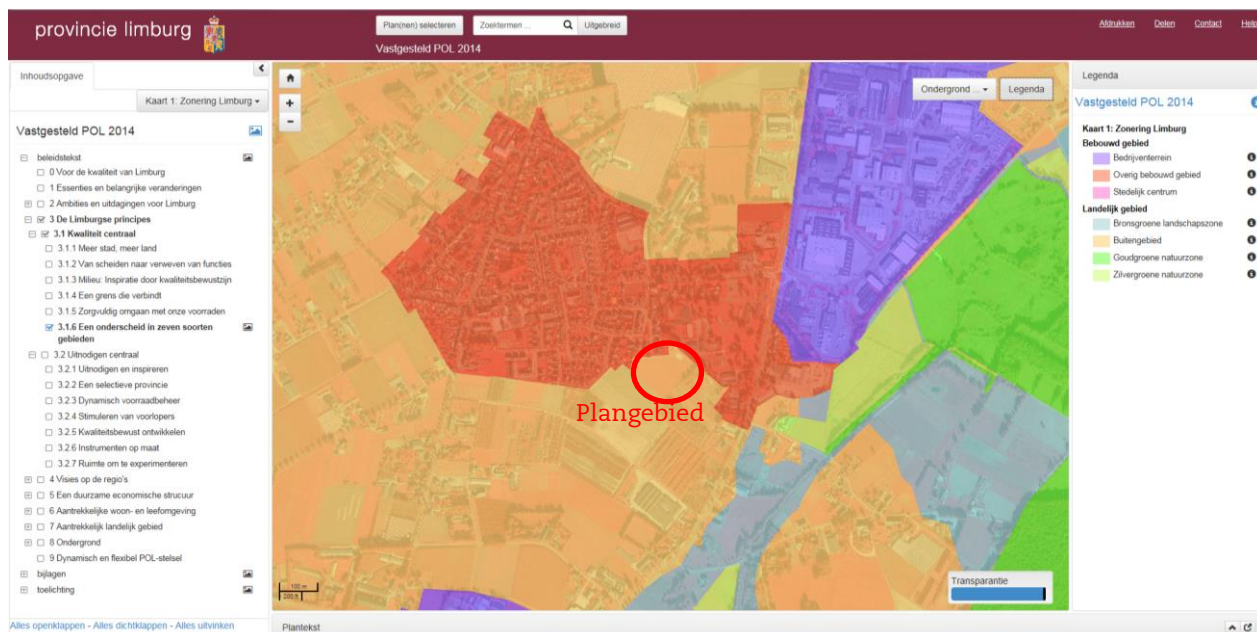 provincie limburg
Plan(nen) selecteren
Zoektermen ...
Uitgebreid
Vastgesteld POL 2014
Afdrukken Delen Contact Help
Inhoudsopgave
Kaart 1: Zonering Limburg
Vastgesteld POL 2014
beleidstekst
0 Voor de kwaliteit van Limburg
1 Essenties en belangrijke veranderingen
2 Ambities en uitdagingen voor Limburg
3 De Limburgse principes
3.1 Kwaliteit centraal
3.1.1 Meer stad, meer land
3.1.2 Van scheiden naar verweven van functies
3.1.3 Milieu: Inspiratie door kwaliteitsbewustzijn
3.1.4 Een grens die verbindt
3.1.5 Zorgvuldig omgaan met onze voorraden
3.1.6 Een onderscheid in zeven soorten
gebieden
3.2 Uitnodigen centraal
3.2.1 Uitnodigen en inspireren
3.2.2 Een selectieve provincie
3.2.3 Dynamisch voorraadbeheer
3.2.4 Stimuleren van voorlopers
3.2.5 Kwaliteitsbewust ontwikkelen
3.2.6 Instrumenten op maat
3.2.7 Ruimte om te experimenteren
4 Visies op de regio's
5 Een duurzame economische strucuur
6 Aantrekkelijke woon- en leefomgeving
7 Aantrekkelijk landelijk gebied
8 Ondergrond
9 Dynamisch en flexibel POL-stelsel
bijlagen
toelichting
Alles openklappen - Alles dichtklappen - Alles uitvinken
+
-
Ondergrond ...
Legenda
Plangebied
100 m
200 ft
Transparantie
Plantekst
Legenda
Vastgesteld POL 2014
Kaart 1: Zonering Limburg
Bebouwd gebied
Bedrijventerrein
Overig bebouwd gebied
Stedelijk centrum
Landelijk gebied
Bronsgroene landschapszone
Buitengebied
Goudgroene natuurzone
Zilvergroene natuurzone